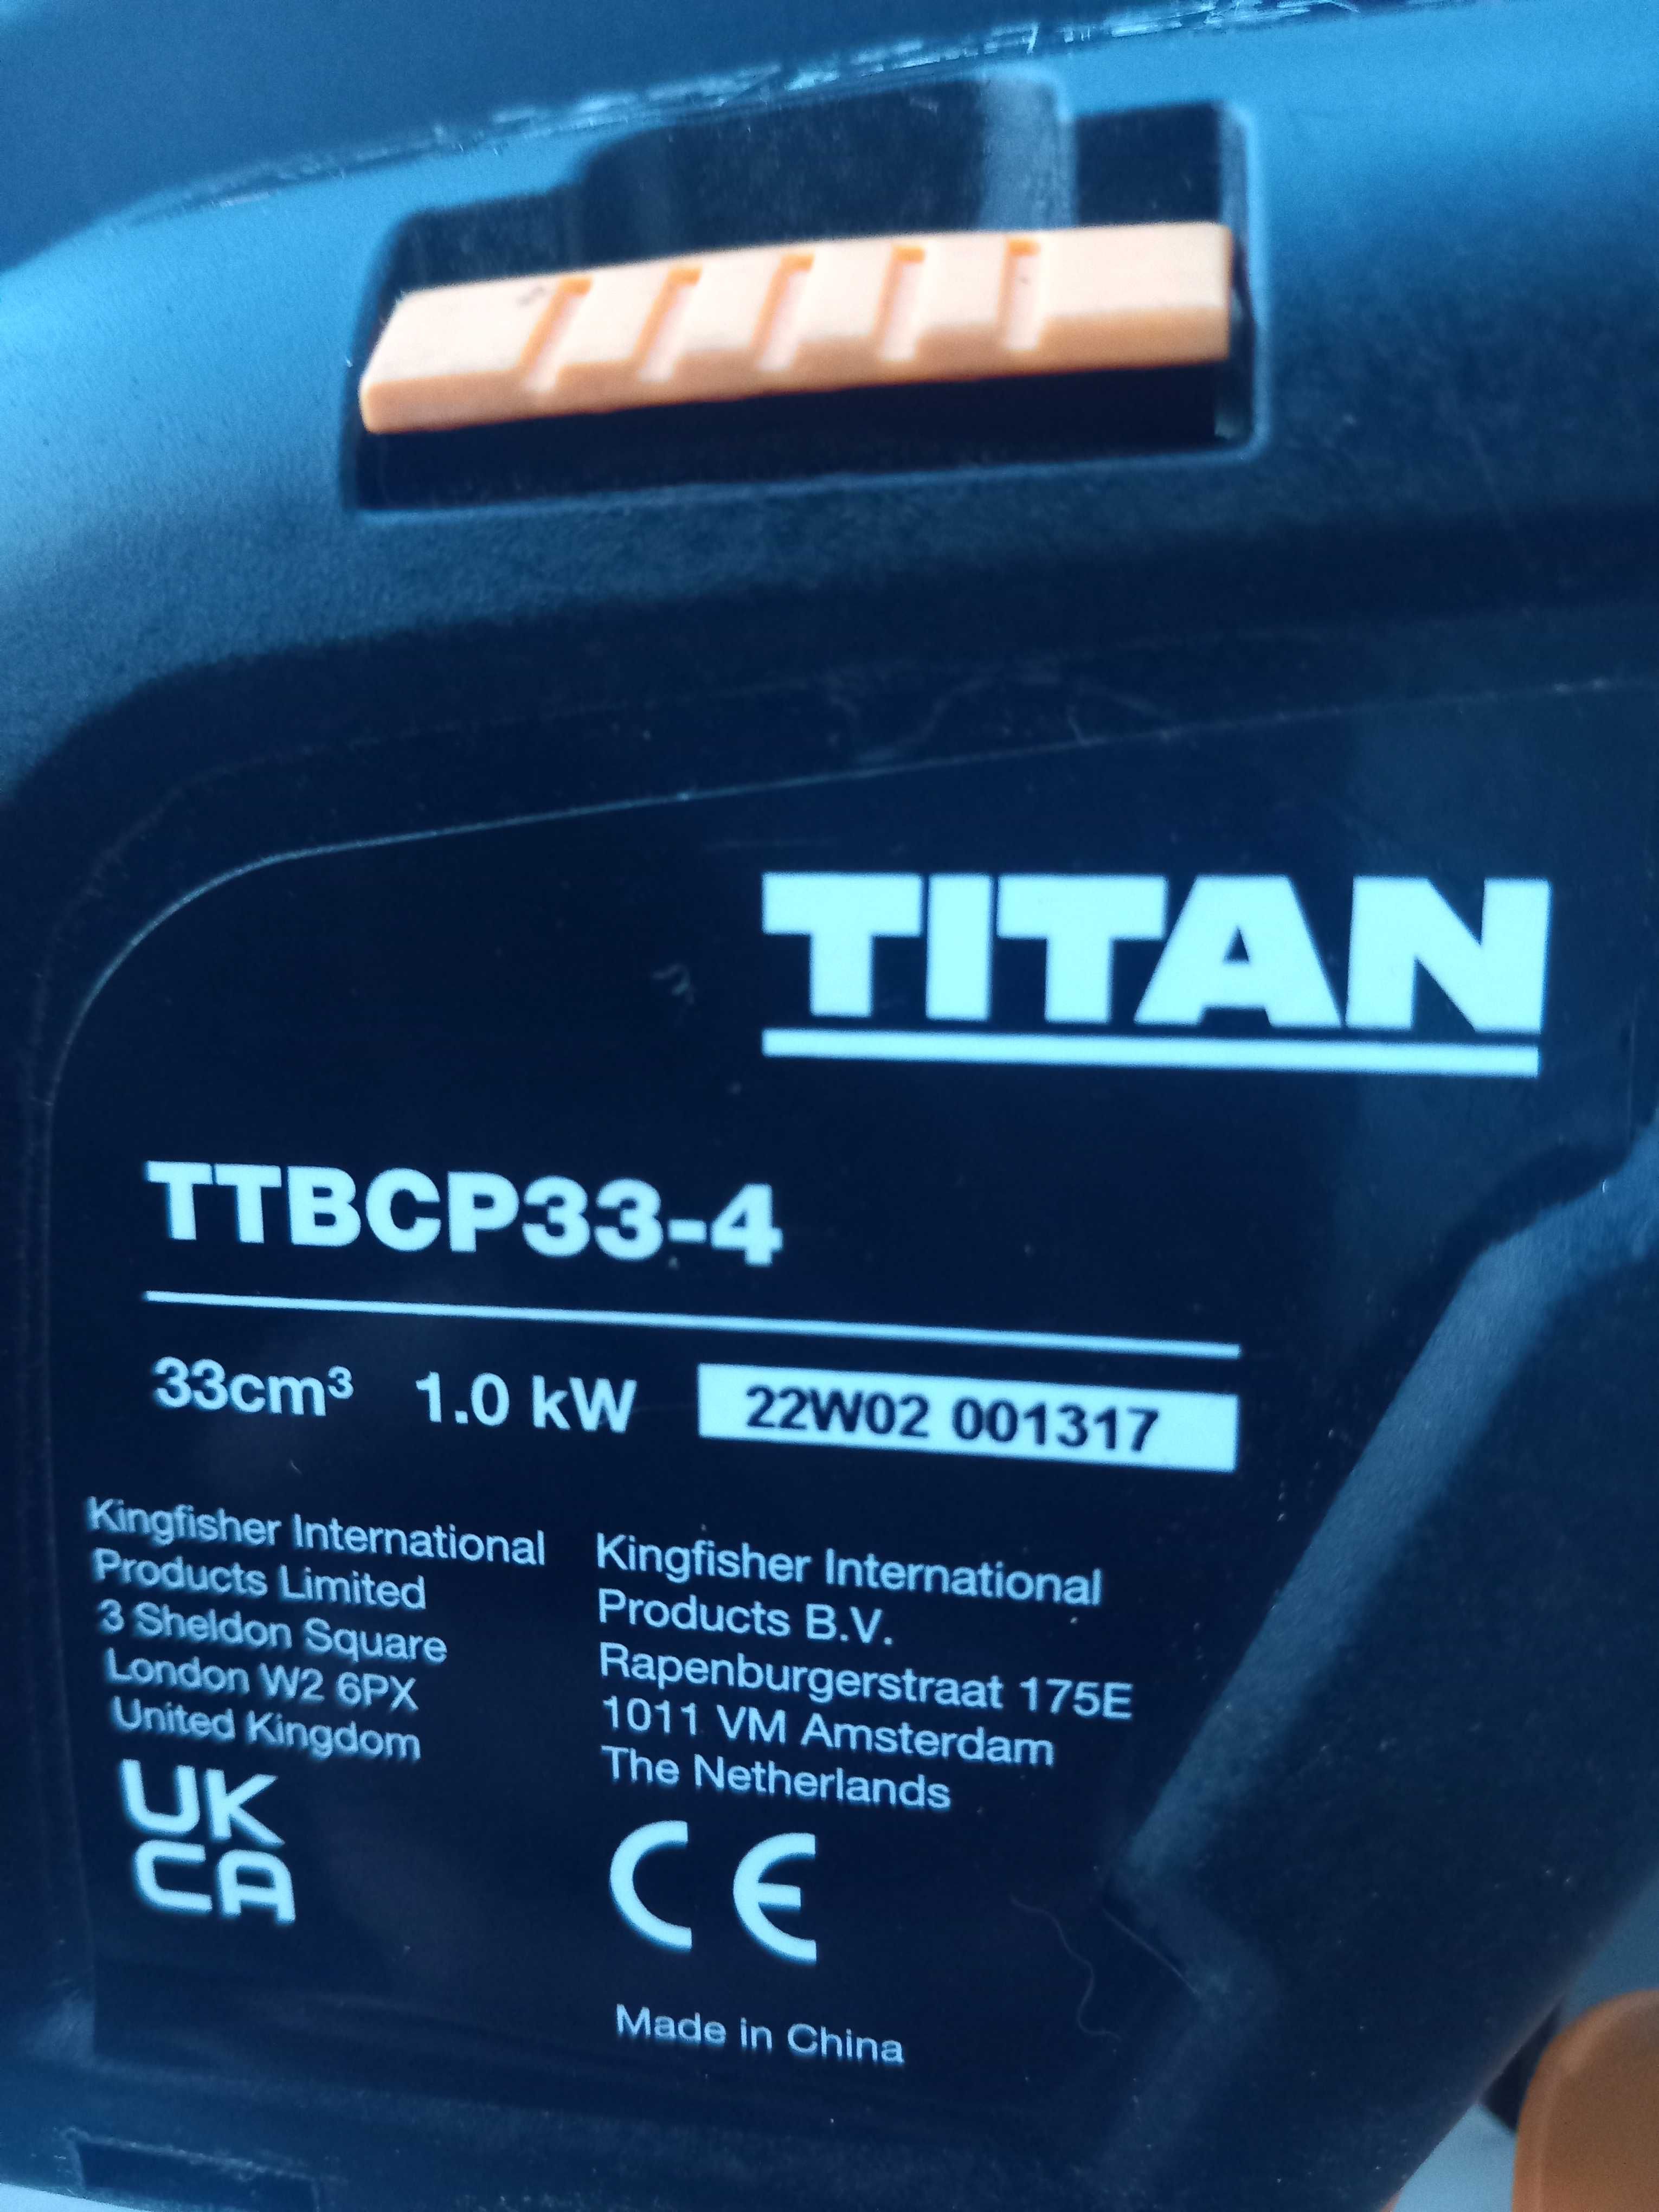 TITAN
TTBCP33-4
33cm³ 1.0 kW 22W02 001317
Kingfisher International
Products Limited
3 Sheldon Square
London W2 6PX
United Kingdom
UK
CA
Kingfisher International
Products B.V.
Rapenburgerstraat 175E
1011 VM Amsterdam
The Netherlands
CE
Made in China